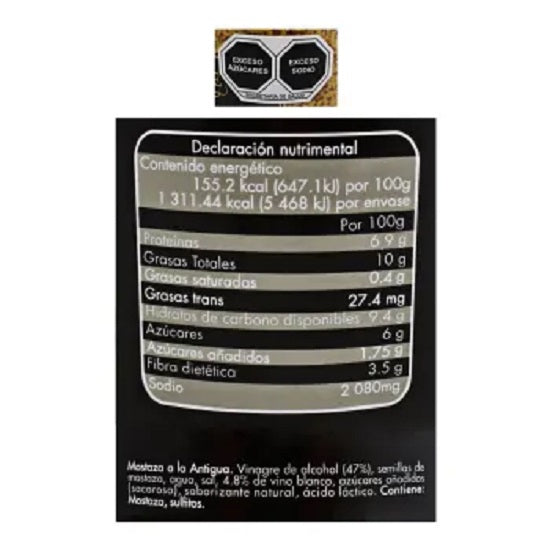 EXCESO
AZÚCARES
EXCESO
SODIO
SECRETARÍA DE SALUD
Declaración nutrimental
Contenido energético
155.2 kcal (647.1kJ) por 100g
1 311.44 kcal (5 468 kJ) por envase
Por 100g
Proteínas 6.9 g
Grasas Totales 10 g
Grasas saturadas 0.4 g
Grasas trans 27.4 mg
Hidratos de carbono disponibles 9.4 g
Azúcares 6 g
Azúcares añadidos 1.75 g
Fibra dietética 3.5 g
Sodio 2 080mg
Mostaza a la Antigua. Vinagre de alcohol (47%), semillas de
mostaza, agua, sal, 4.8% de vino blanco, azúcares añadidos
(sacarosa), saborizante natural, ácido láctico. Contiene:
Mostaza, sulfitos.